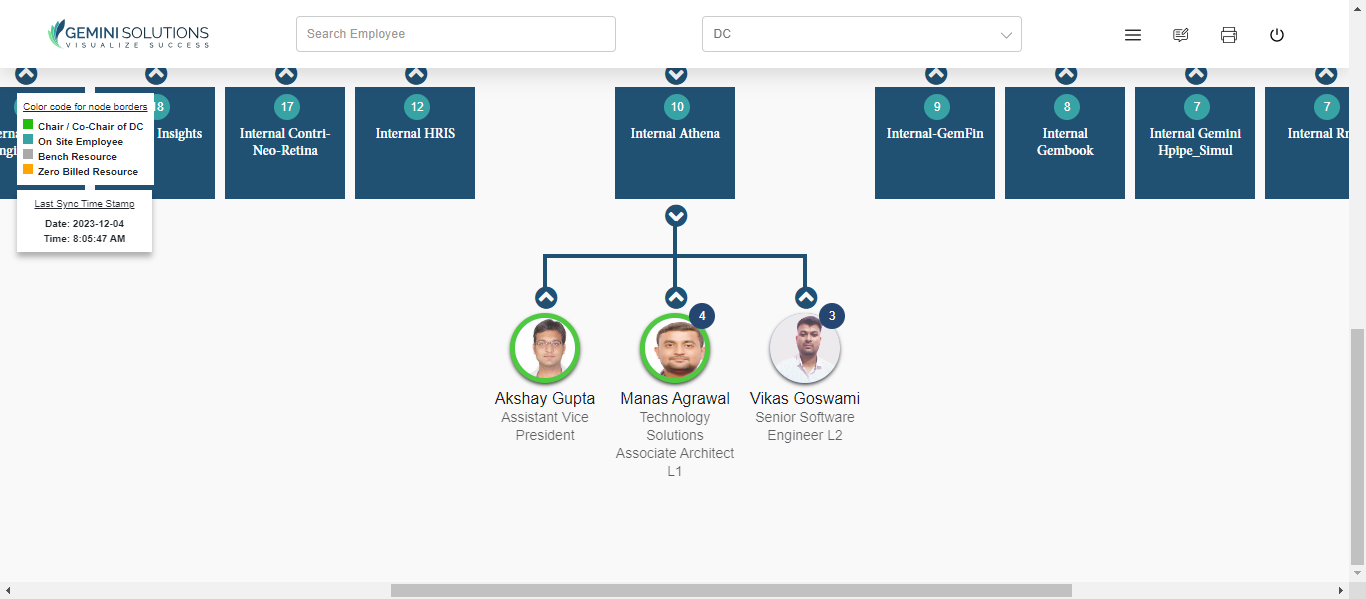 GEMINI SOLUTIONS
VISUALIZE SUCCESS
Search Employee
DC
Color code for node borders
Chair / Co-Chair of DC
On Site Employee
Bench Resource
Zero Billed Resource
Last Sync Time Stamp
Date: 2023-12-04
Time: 8:05:47 AM
18
Insights
17
Internal Contri-
Neo-Retina
12
Internal HRIS
10
Internal Athena
9
Internal-GemFin
8
Internal
Gembook
7
Internal Gemini
Hpipe_Simul
7
Internal
4
3
Akshay Gupta
Assistant Vice
President
Manas Agrawal
Technology
Solutions
Associate Architect
L1
Vikas Goswami
Senior Software
Engineer L2